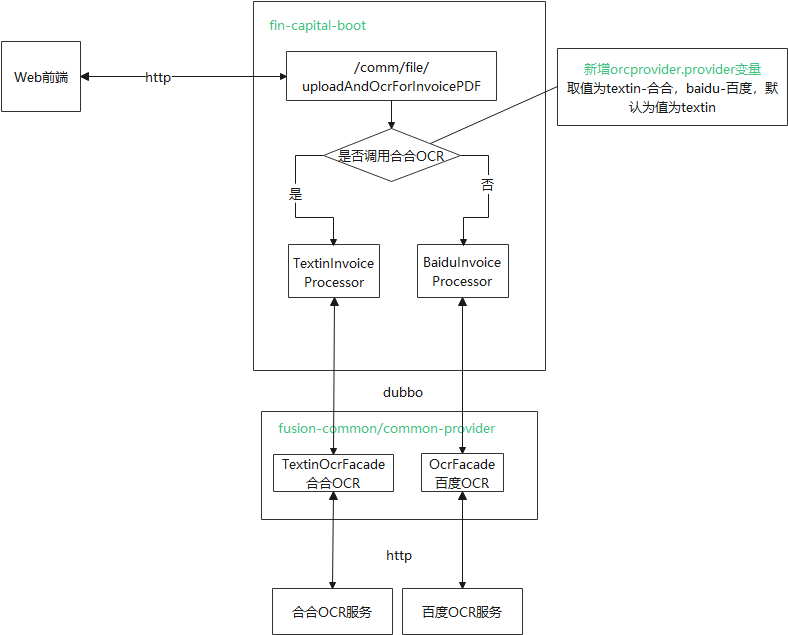 fin-capital-boot
Web前端
http
/comm/file/
uploadAndOcrForInvoicePDF
新增orcprovider.provider变量
取值为textin-合合，baidu-百度，默
认为值为textin
是否调用合合OCR
是
否
TextinInvoice
Processor
BaiduInvoice
Processor
dubbo
fusion-common/common-provider
TextinOcrFacade
合合OCR
OcrFacade
百度OCR
http
合合OCR服务
百度OCR服务